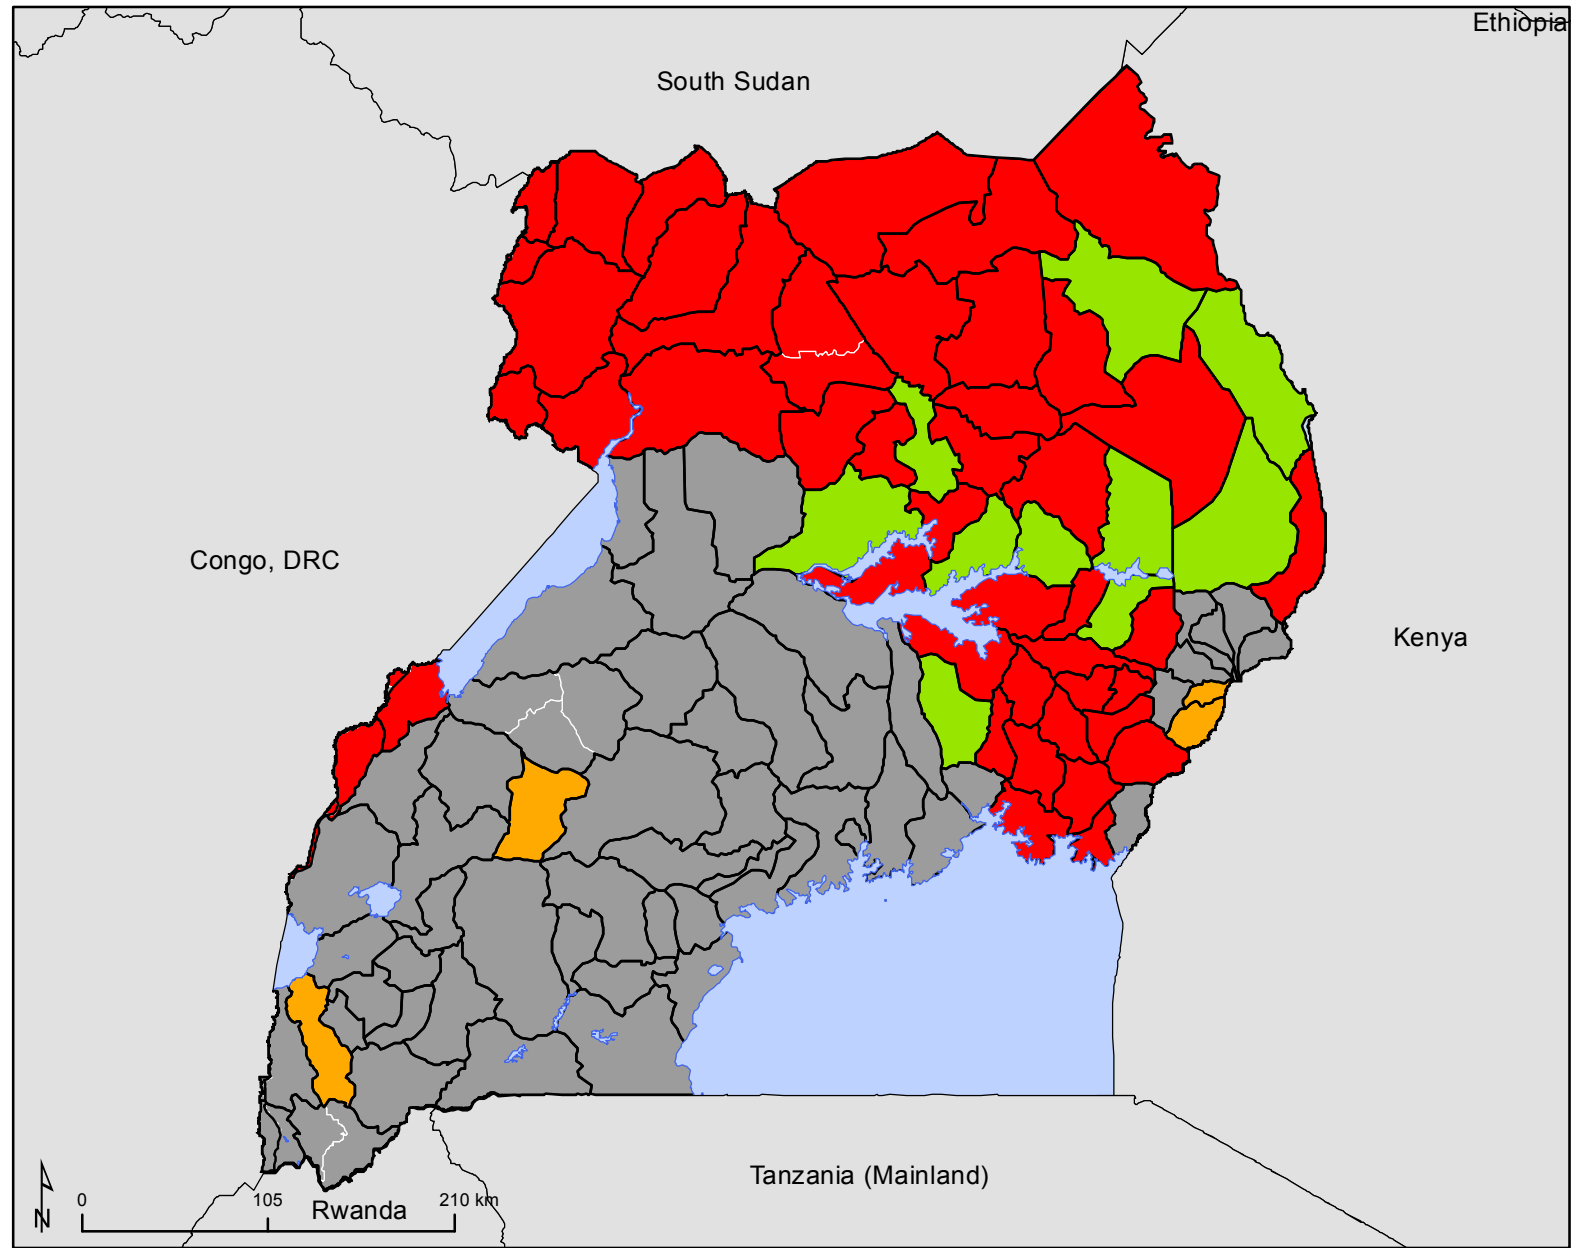 Ethiopia
South Sudan
Congo, DRC
Kenya
Tanzania (Mainland)
0 105 210 km
Rwanda
N